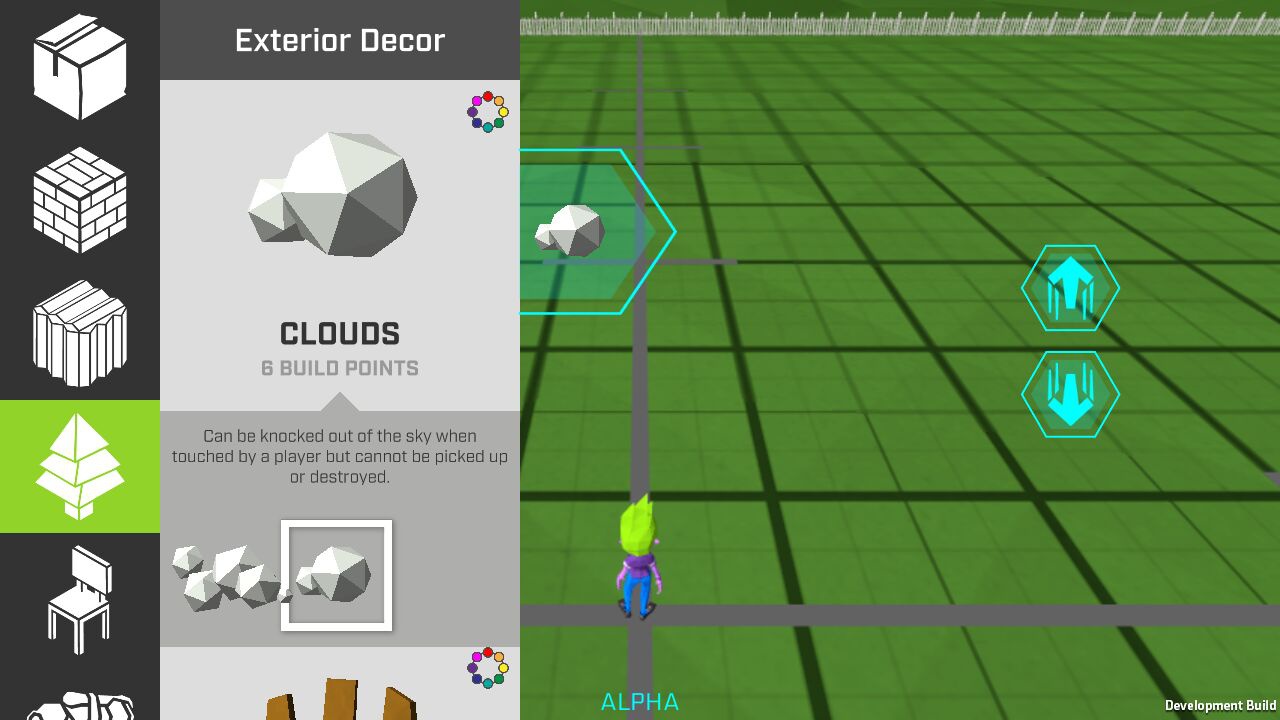 Exterior Decor
CLOUDS
6 BUILD POINTS
Can be knocked out of the sky when
touched by a player but cannot be picked up
or destroyed.
ALPHA
Development Build